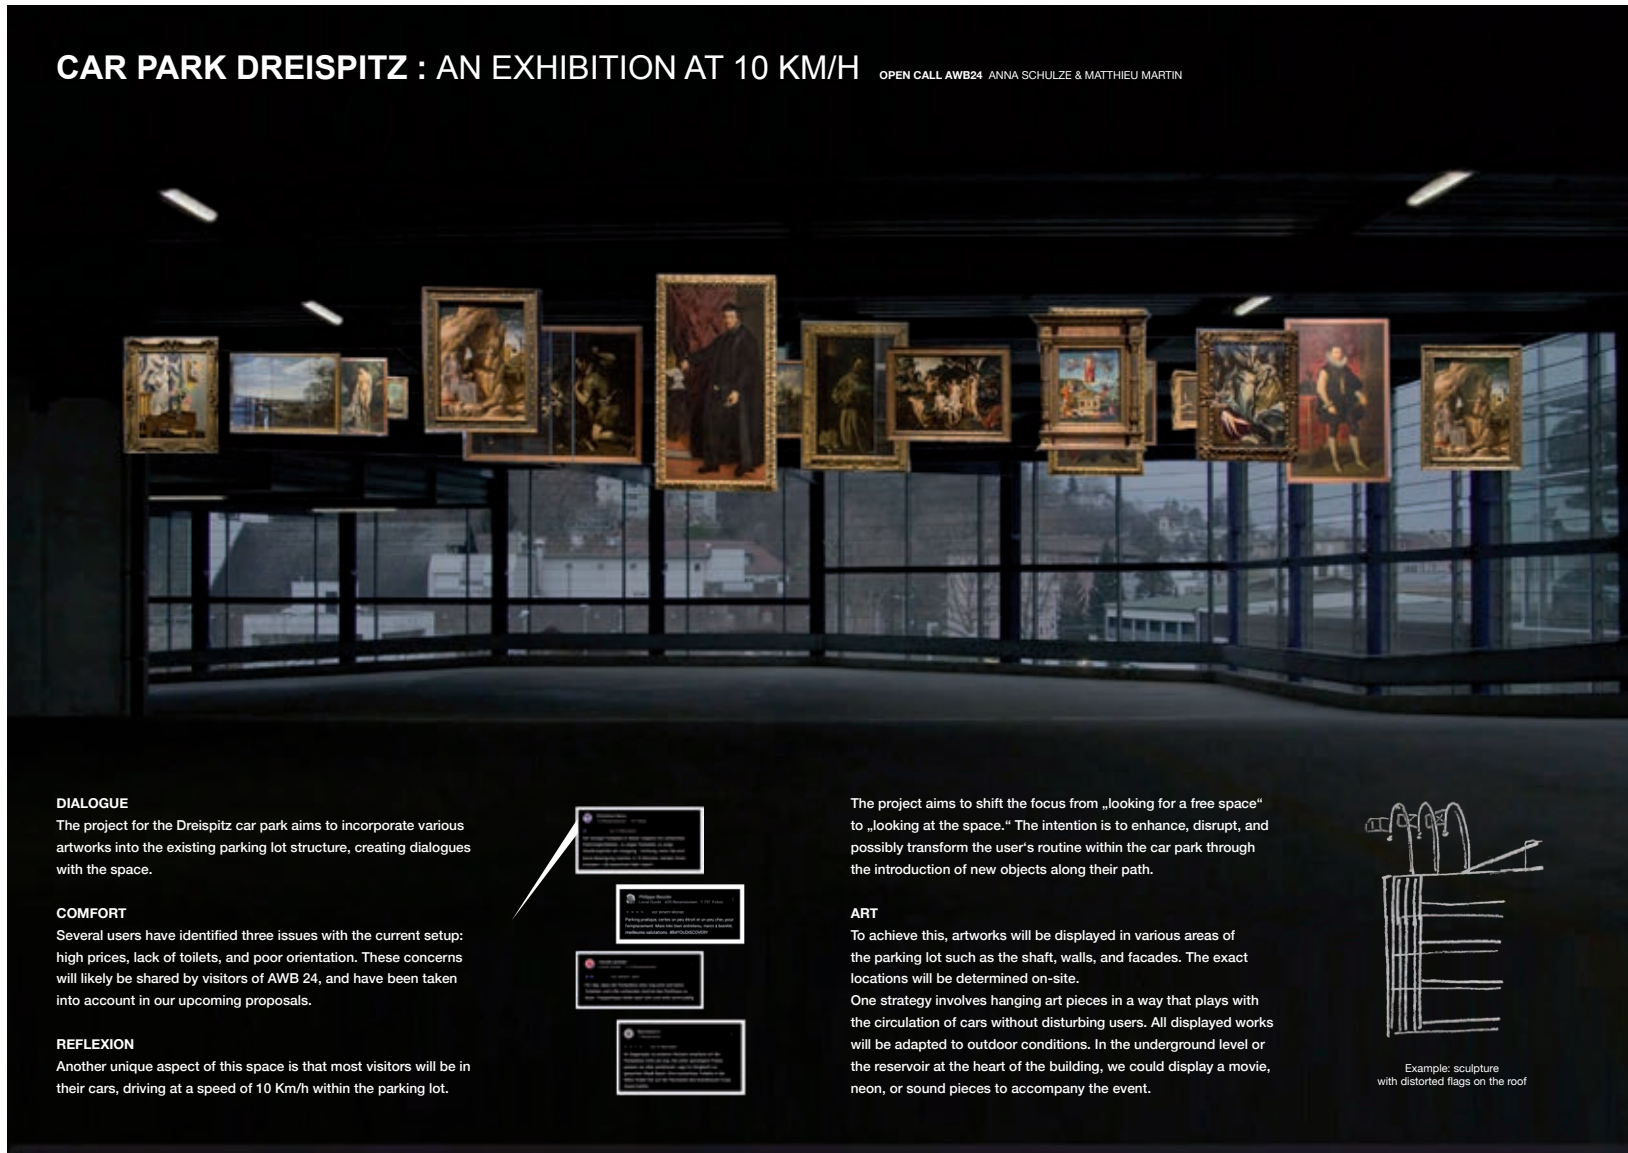 CAR PARK DREISPITZ : AN EXHIBITION AT 10 KM/H OPEN CALL AWB24 ANNA SCHULZE & MATTHIEU MARTIN
DIALOGUE
The project for the Dreispitz car park aims to incorporate various
artworks into the existing parking lot structure, creating dialogues
with the space.
COMFORT
Several users have identified three issues with the current setup:
high prices, lack of toilets, and poor orientation. These concerns
will likely be shared by visitors of AWB 24, and have been taken
into account in our upcoming proposals.
REFLEXION
Another unique aspect of this space is that most visitors will be in
their cars, driving at a speed of 10 Km/h within the parking lot.
The project aims to shift the focus from „looking for a free space“
to „looking at the space.“ The intention is to enhance, disrupt, and
possibly transform the user‘s routine within the car park through
the introduction of new objects along their path.
ART
To achieve this, artworks will be displayed in various areas of
the parking lot such as the shaft, walls, and facades. The exact
locations will be determined on-site.
One strategy involves hanging art pieces in a way that plays with
the circulation of cars without disturbing users. All displayed works
will be adapted to outdoor conditions. In the underground level or
the reservoir at the heart of the building, we could display a movie,
neon, or sound pieces to accompany the event.
Example: sculpture
with distorted flags on the roof